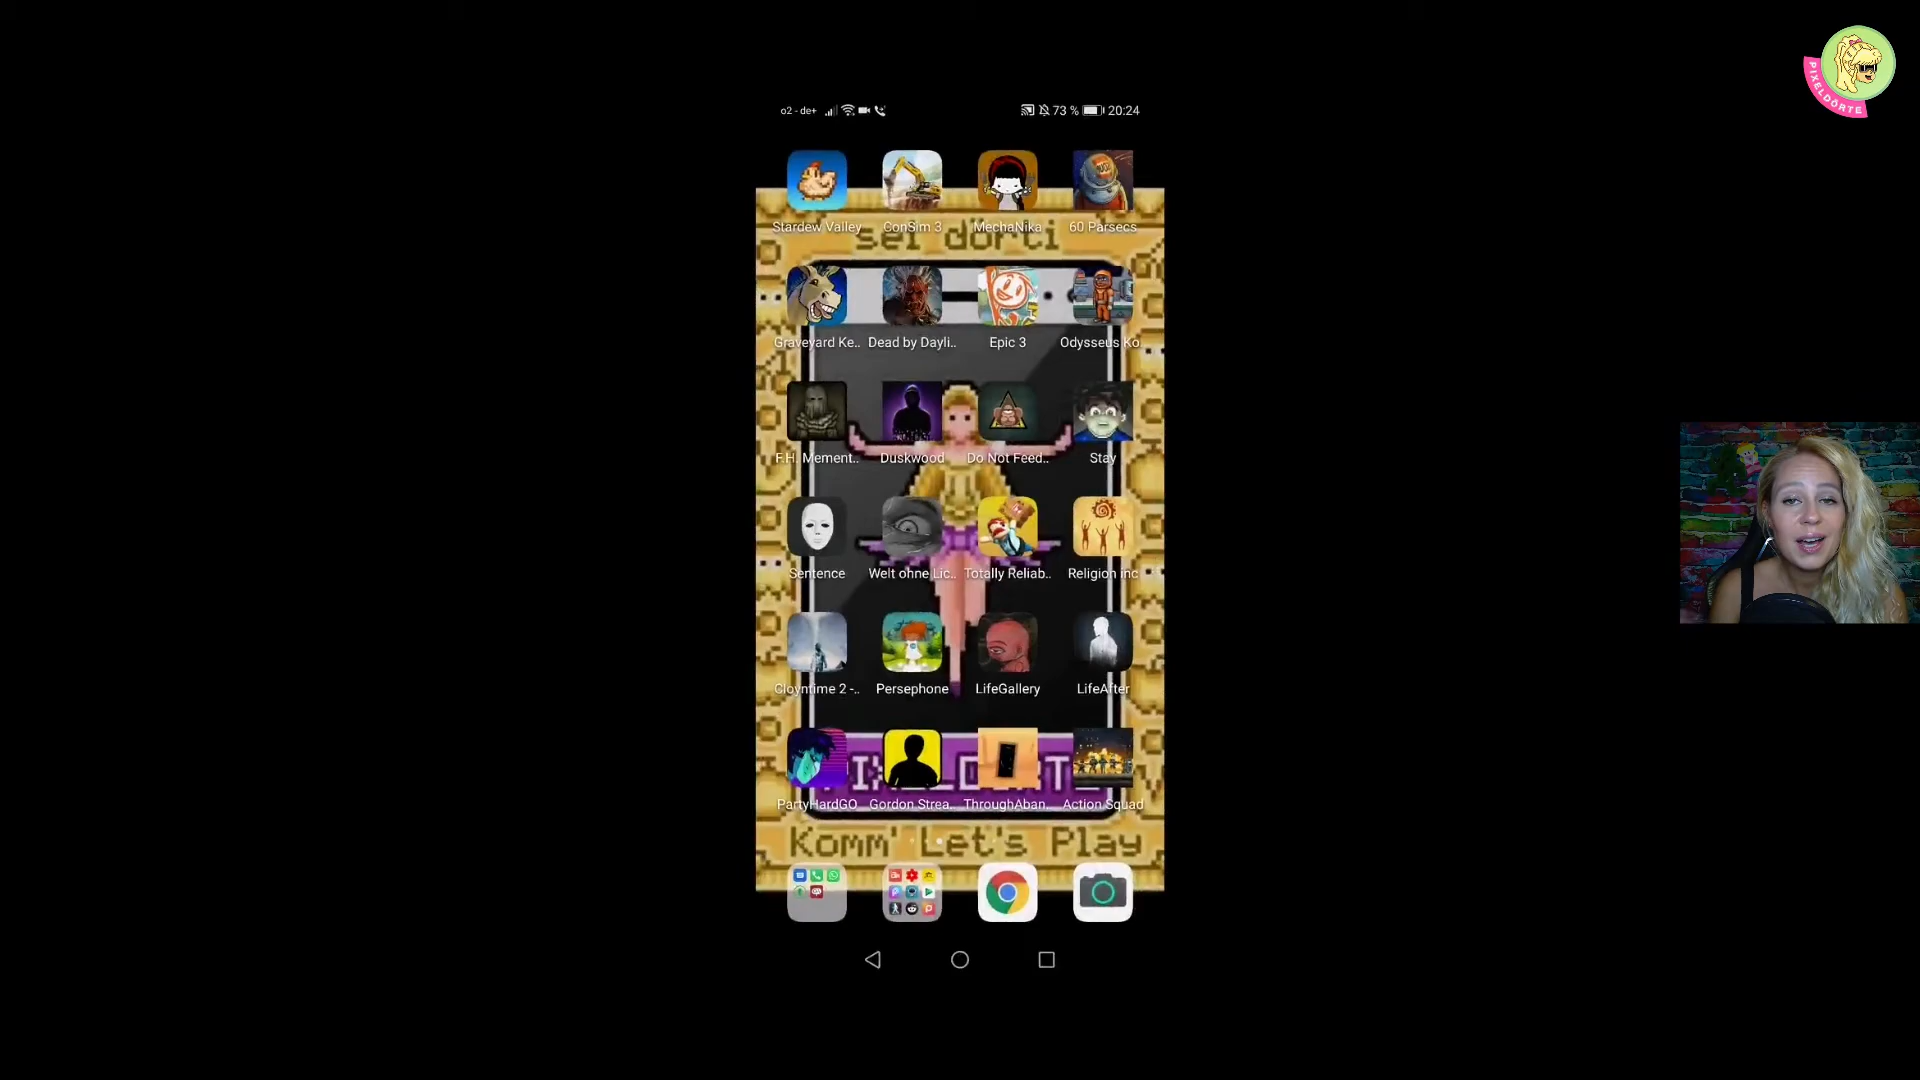 PIXELDÖRTE
o2 - de+ 73 % 20:24
Stardew Valley ConSim 3 MechaNika 60 Parsecs
sei dörti
Graveyard Ke.. Dead by Dayli.. Epic 3 Odysseus Ko..
F.H. Mement.. Duskwood Do Not Feed.. Stay
Sentence Welt ohne Lic.. Totally Reliab.. Religion inc
Cloyntime 2 -.. Persephone LifeGallery LifeAfter
PartyHardGO Gordon Strea.. ThroughAban.. Action Squad
Komm' Let's Play